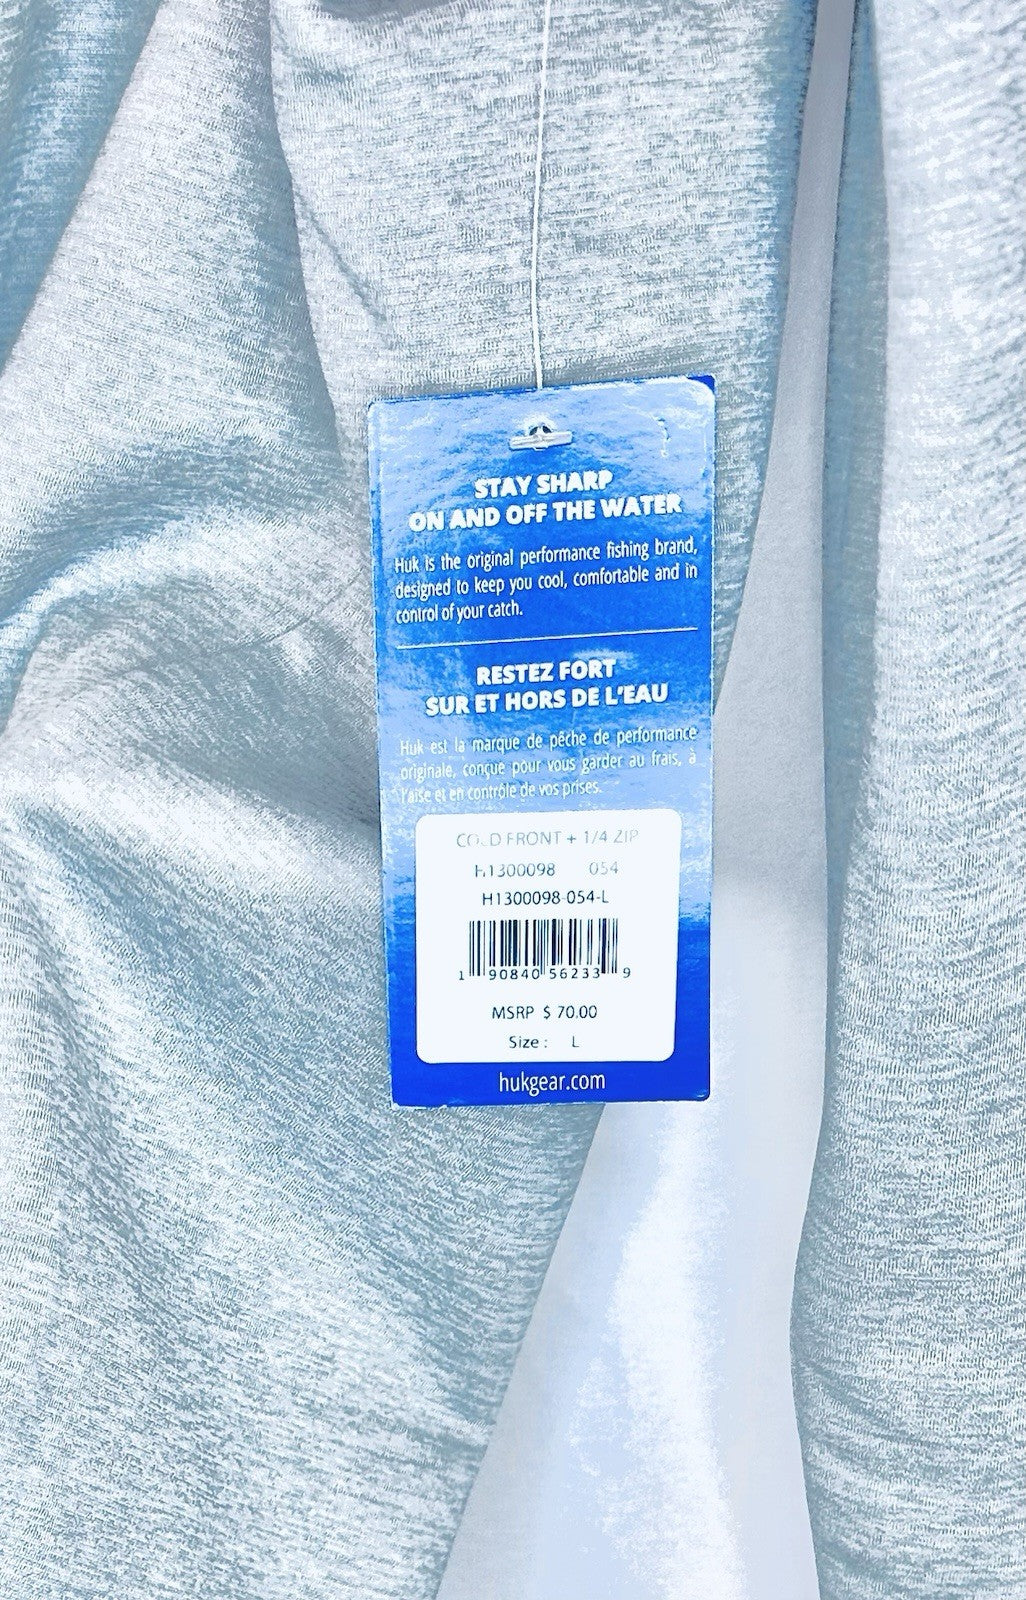 STAY SHARP
ON AND OFF THE WATER
Huk is the original performance fishing brand,
designed to keep you cool, comfortable and in
control of your catch.
RESTEZ FORT
SUR ET HORS DE L'EAU
Huk est la marque de pêche de performance
originale, conçue pour vous garder au frais, à
l'aise et en contrôle de vos prises.
COLD FRONT + 1/4 ZIP
H1300098 054
H1300098-054-L
1 90840 56233 9
MSRP $ 70.00
Size : L
hukgear.com